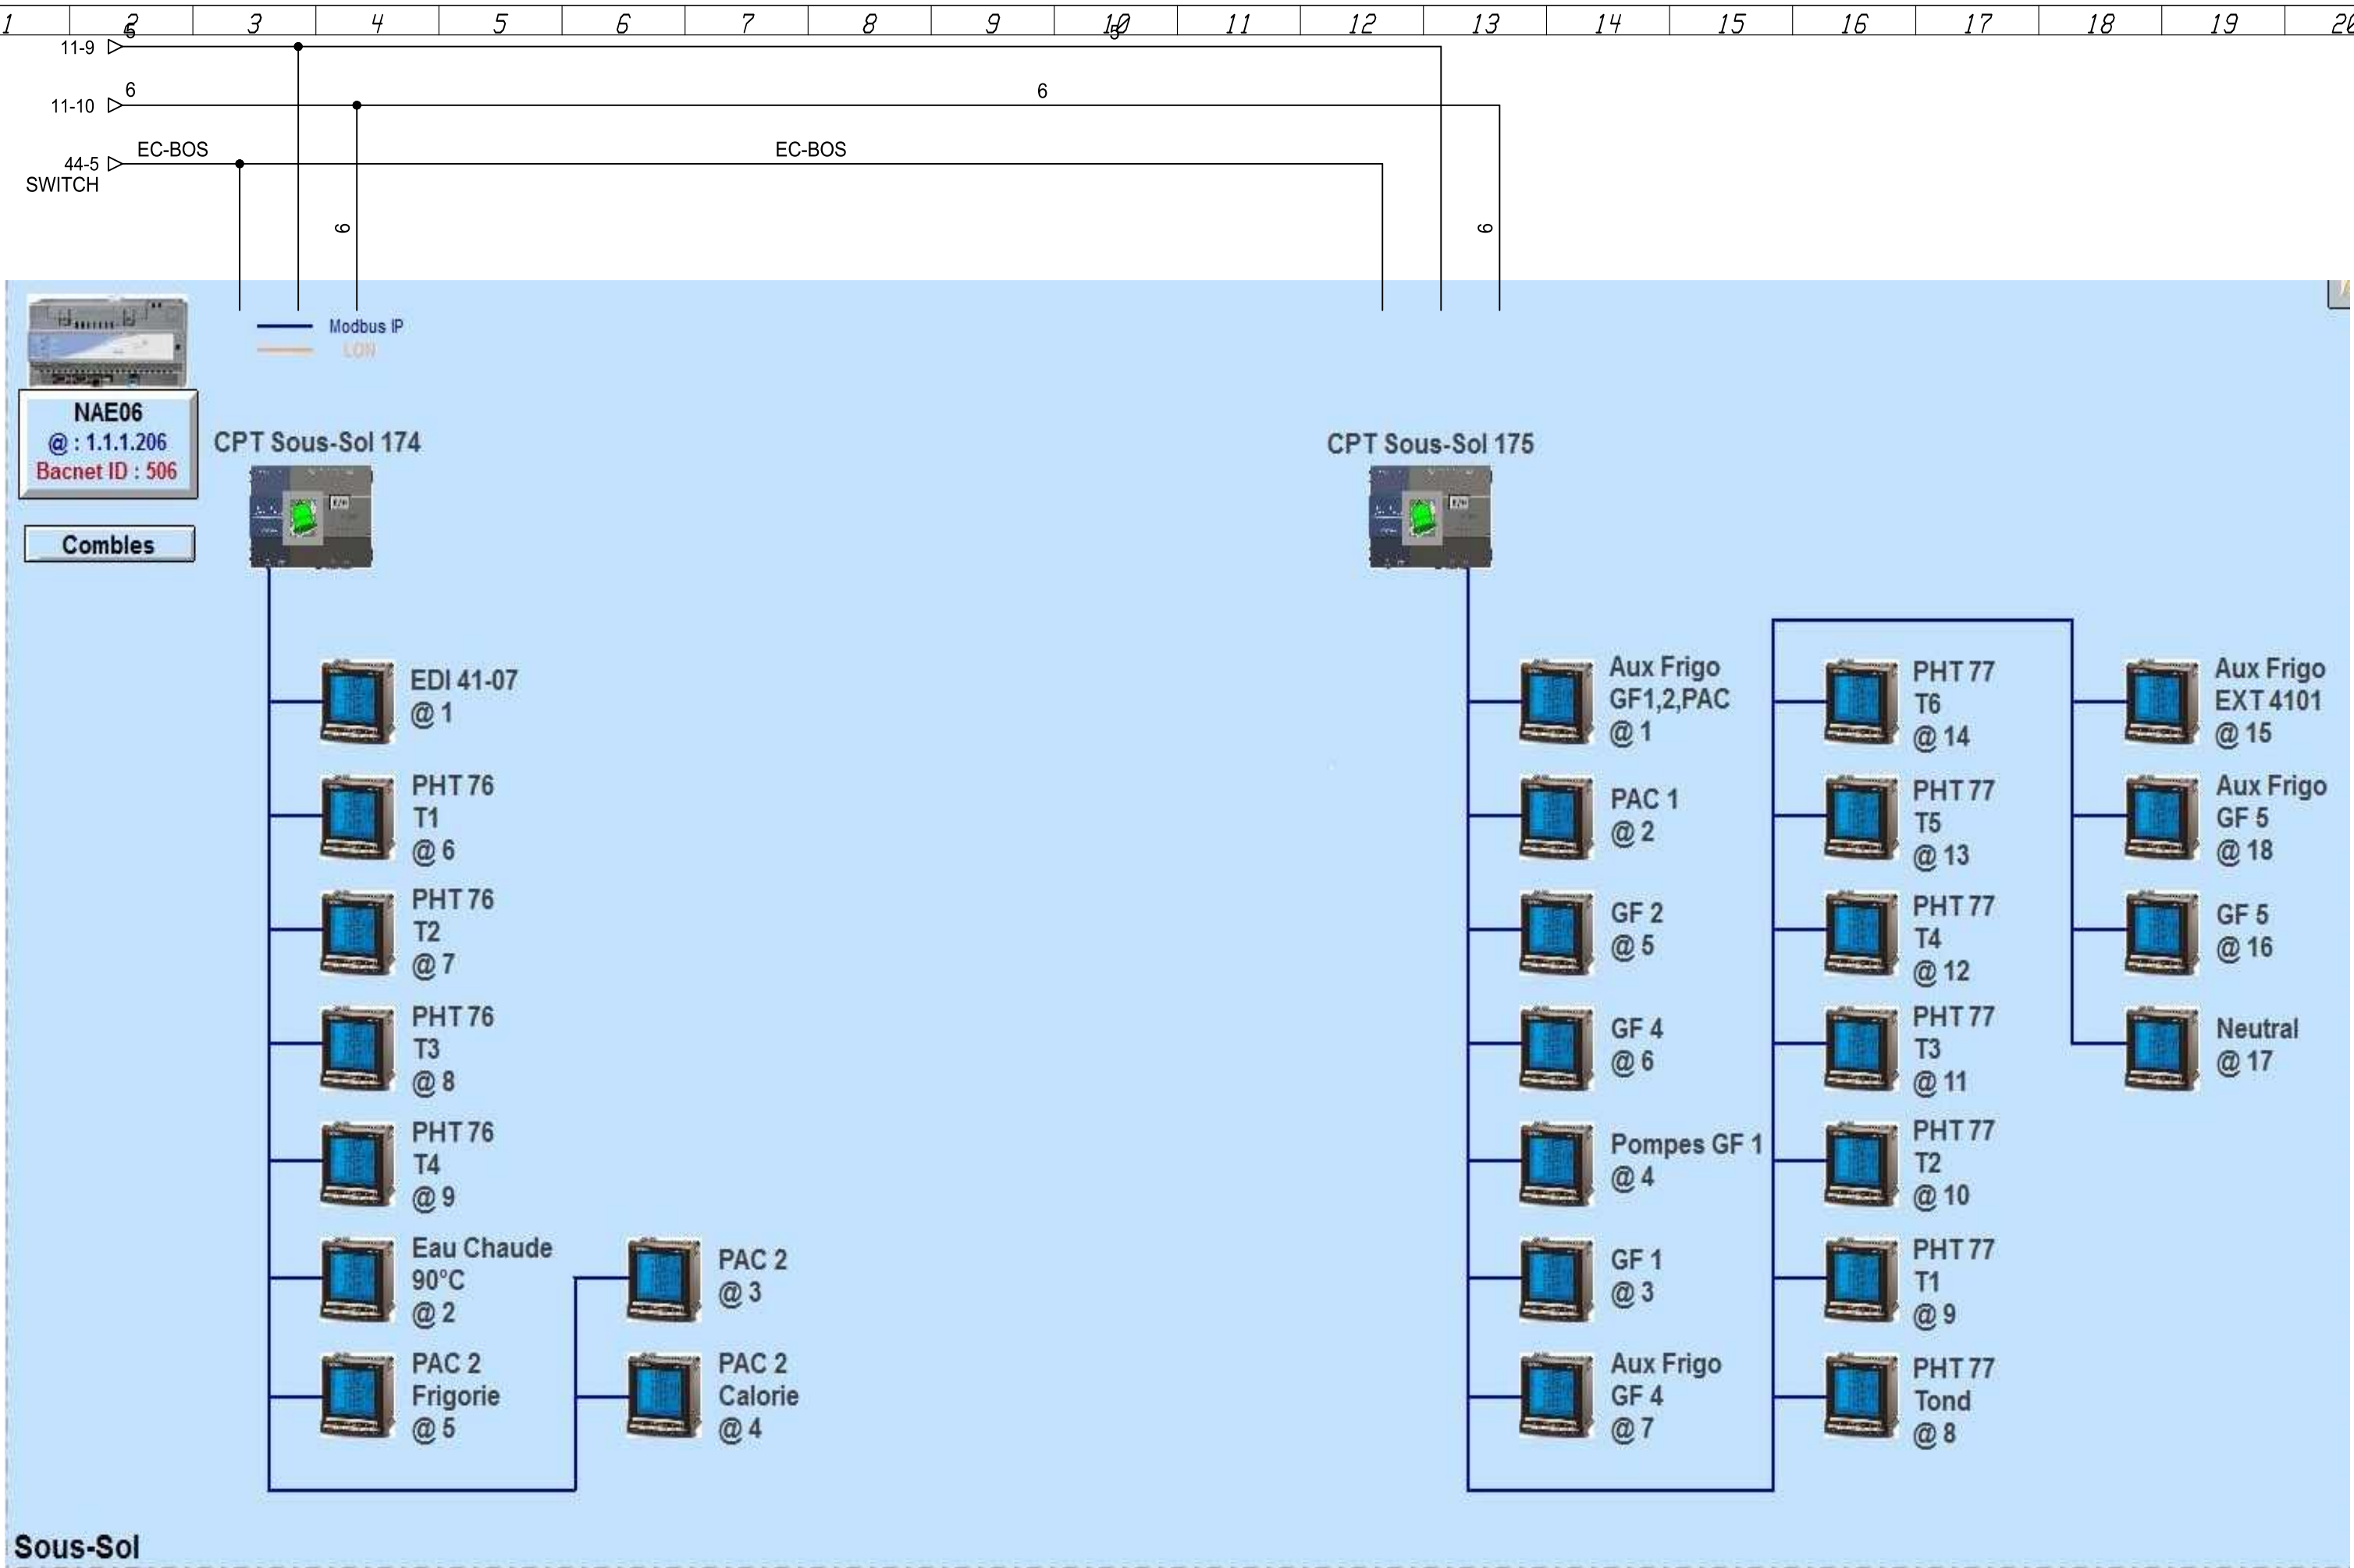 1 2 3 4 5 6 7 8 9 10 11 12 13 14 15 16 17 18 19 20
5
5
11-9
6
6
11-10
EC-BOS
EC-BOS
44-5
SWITCH
6
6
Modbus IP
LON
NAE06
@ : 1.1.1.206
Bacnet ID : 506
Combles
CPT Sous-Sol 174
CPT Sous-Sol 175
EDI 41-07
@ 1
PHT 76
T1
@ 6
PHT 76
T2
@ 7
PHT 76
T3
@ 8
PHT 76
T4
@ 9
Eau Chaude
90°C
@ 2
PAC 2
Frigorie
@ 5
PAC 2
@ 3
PAC 2
Calorie
@ 4
Aux Frigo
GF1,2,PAC
@ 1
PAC 1
@ 2
GF 2
@ 5
GF 4
@ 6
Pompes GF 1
@ 4
GF 1
@ 3
Aux Frigo
GF 4
@ 7
PHT 77
T6
@ 14
PHT 77
T5
@ 13
PHT 77
T4
@ 12
PHT 77
T3
@ 11
PHT 77
T2
@ 10
PHT 77
T1
@ 9
PHT 77
Tond
@ 8
Aux Frigo
EXT 4101
@ 15
Aux Frigo
GF 5
@ 18
GF 5
@ 16
Neutral
@ 17
Sous-Sol